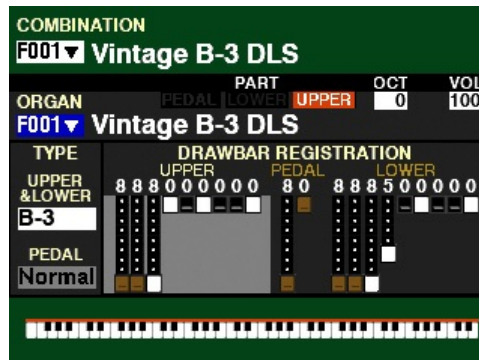 COMBINATION
F001▼ Vintage B-3 DLS
PART OCT VOL
ORGAN PEDAL LOWER UPPER 0 100
F001▼ Vintage B-3 DLS
TYPE DRAWBAR REGISTRATION
UPPER PEDAL LOWER
UPPER 888000000 80 888500000
&LOWER
B-3
PEDAL
Normal